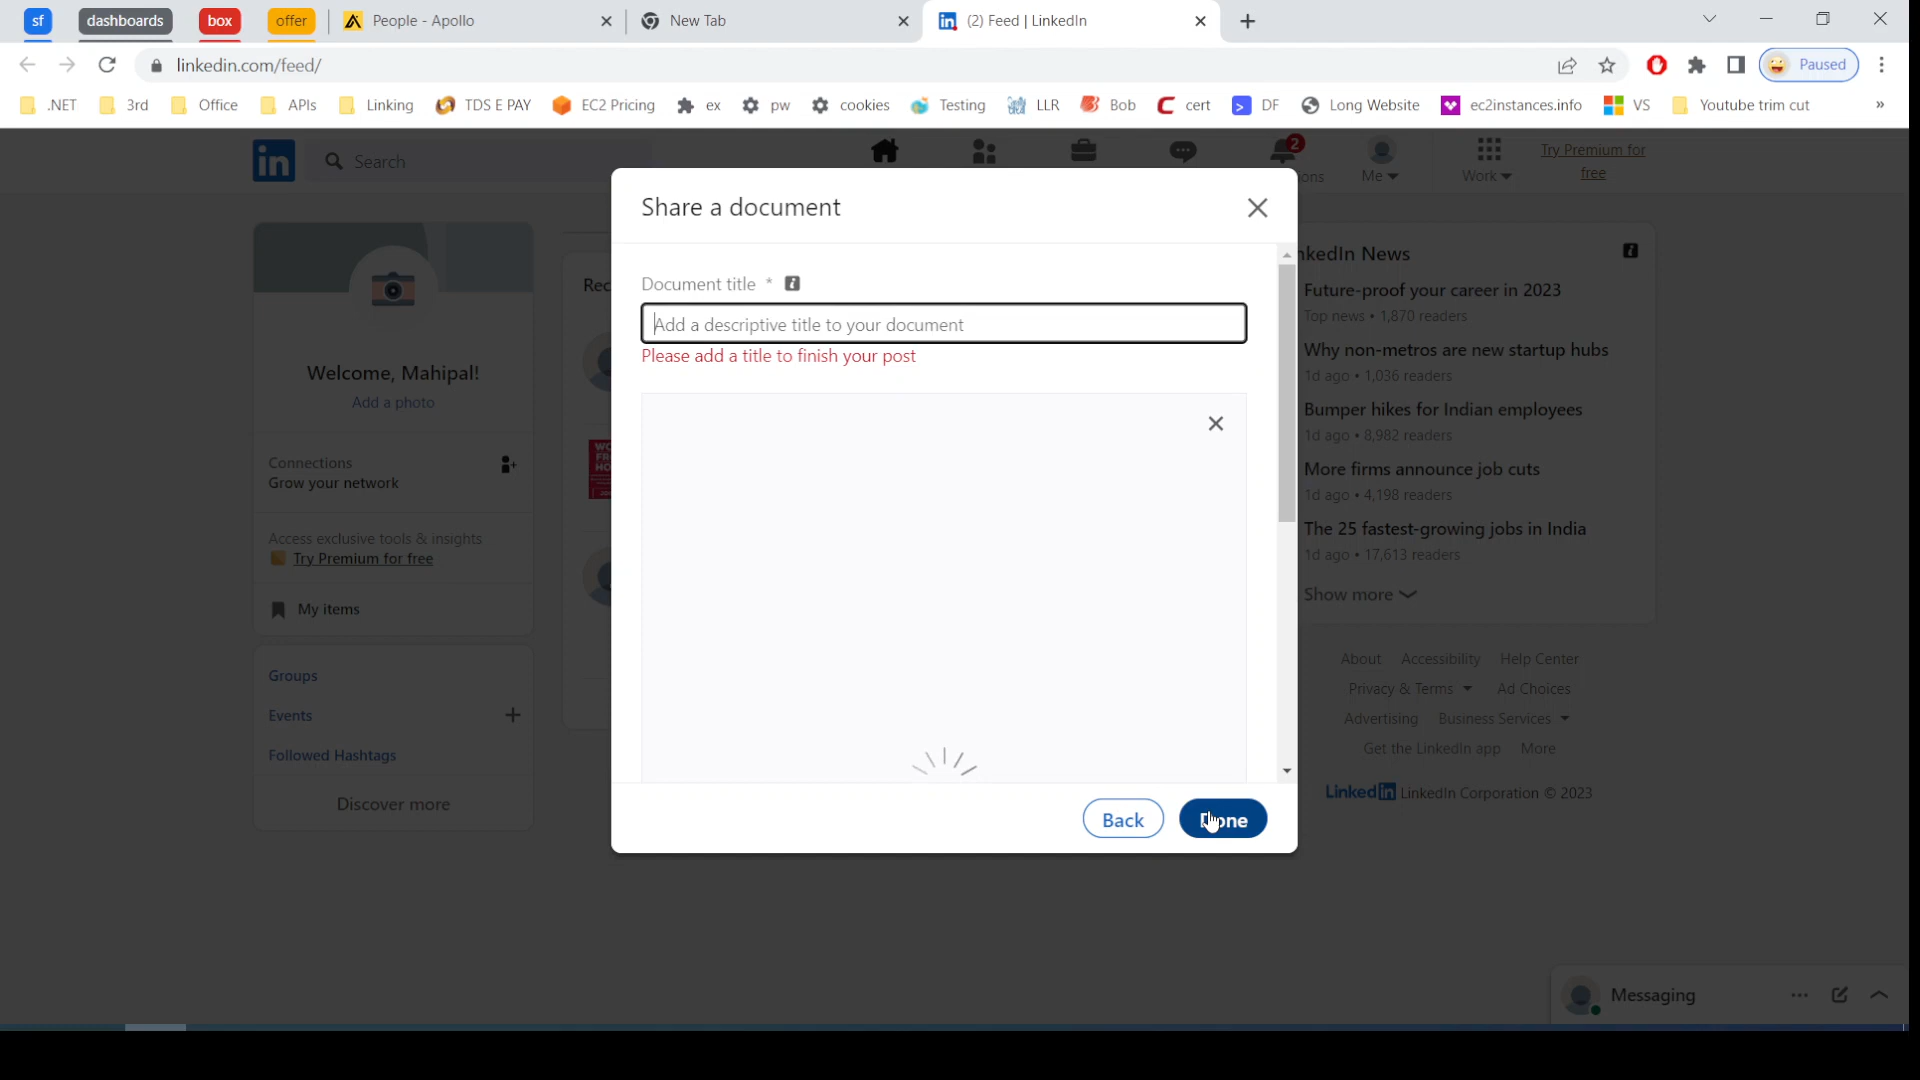 sf dashboards box offer People - Apollo New Tab (2) Feed | LinkedIn
linkedin.com/feed/ Paused
.NET 3rd Office APIs Linking TDS E PAY EC2 Pricing ex pw cookies Testing LLR Bob cert DF Long Website ec2instances.info VS Youtube trim cut »
in Search 2 Me Work Try Premium for free
Share a document
Document title *
Add a descriptive title to your document
Please add a title to finish your post
Back Done
Welcome, Mahipal!
Add a photo
Connections
Grow your network
Access exclusive tools & insights
Try Premium for free
My items
Groups
Events
Followed Hashtags
Discover more
Rec
Future-proof your career in 2023
Top news • 1,870 readers
Why non-metros are new startup hubs
1d ago • 1,036 readers
Bumper hikes for Indian employees
1d ago • 8,982 readers
More firms announce job cuts
1d ago • 4,198 readers
The 25 fastest-growing jobs in India
1d ago • 17,613 readers
Show more
About Accessibility Help Center
Privacy & Terms Ad Choices
Advertising Business Services
Get the LinkedIn app More
LinkedIn LinkedIn Corporation © 2023
Messaging